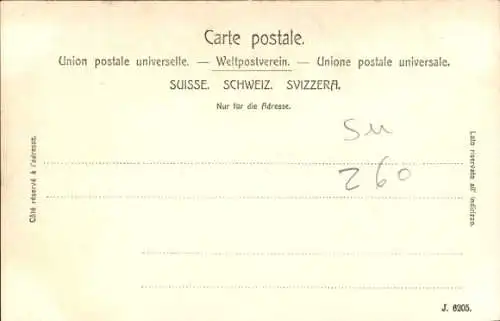 Carte postale.
Union postale universelle. — Weltpostverein. — Unione postale universale.
SUISSE. SCHWEIZ. SVIZZERA.
Nur für die Adresse.
Côté réservé à l'adresse.
Lato riservato all' indirizzo.
Su
260
J. 6205.